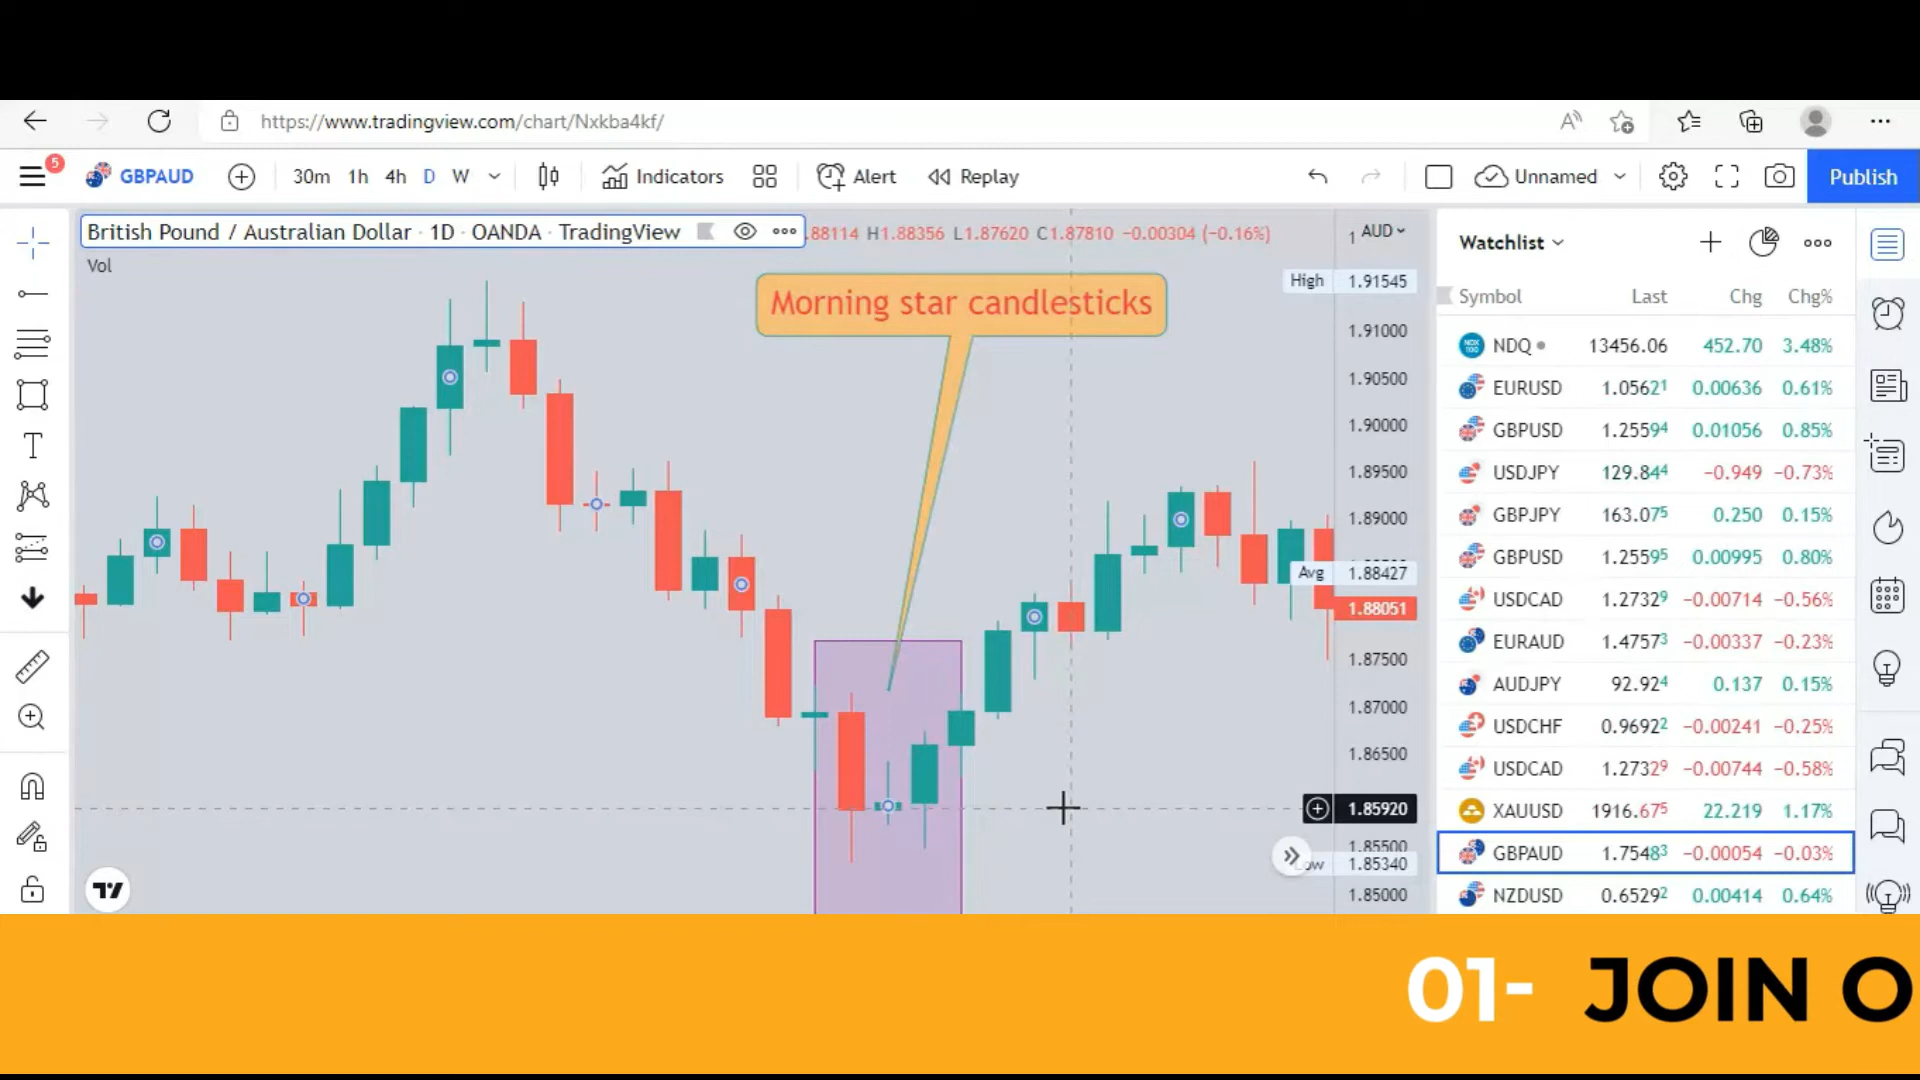 https://www.tradingview.com/chart/Nxkba4kf/
5
GBPAUD
30m 1h 4h D W
Indicators
Alert
Replay
Unnamed
Publish
British Pound / Australian Dollar · 1D · OANDA · TradingView
.88114 H1.88356 L1.87620 C1.87810 −0.00304 (−0.16%)
Vol
Morning star candlesticks
1 AUD
High 1.91545
1.91000
1.90500
1.90000
1.89500
1.89000
Avg 1.88427
1.88051
1.87500
1.87000
1.86500
1.85920
1.85500
Low 1.85340
1.85000
Watchlist
Symbol Last Chg Chg%
NDQ 13456.06 452.70 3.48%
EURUSD 1.05621 0.00636 0.61%
GBPUSD 1.25594 0.01056 0.85%
USDJPY 129.844 −0.949 −0.73%
GBPJPY 163.075 0.250 0.15%
GBPUSD 1.25595 0.00995 0.80%
USDCAD 1.27329 −0.00714 −0.56%
EURAUD 1.47573 −0.00337 −0.23%
AUDJPY 92.924 0.137 0.15%
USDCHF 0.96922 −0.00241 −0.25%
USDCAD 1.27329 −0.00744 −0.58%
XAUUSD 1916.675 22.219 1.17%
GBPAUD 1.75483 −0.00054 −0.03%
NZDUSD 0.65292 0.00414 0.64%
01- JOIN O